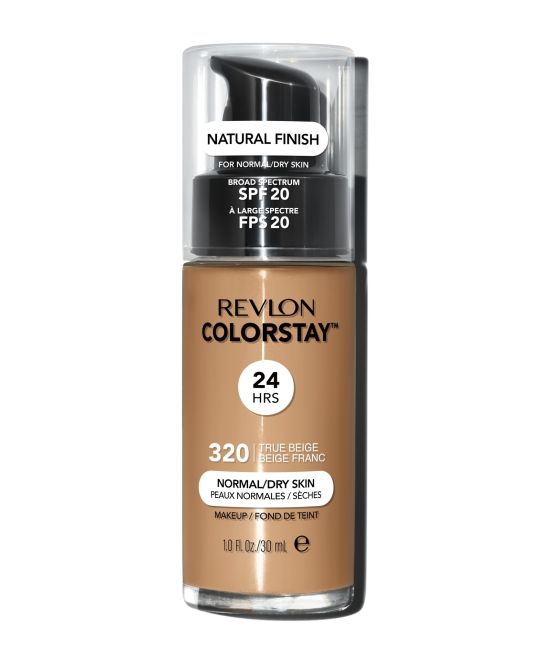 NATURAL FINISH
FOR NORMAL/DRY SKIN
BROAD SPECTRUM
SPF 20
À LARGE SPECTRE
FPS 20
REVLON
COLORSTAY™
24
HRS
320 TRUE BEIGE
BEIGE FRANC
NORMAL/DRY SKIN
PEAUX NORMALES / SÈCHES
MAKEUP / FOND DE TEINT
1.0 Fl. Oz./30 mL ℮